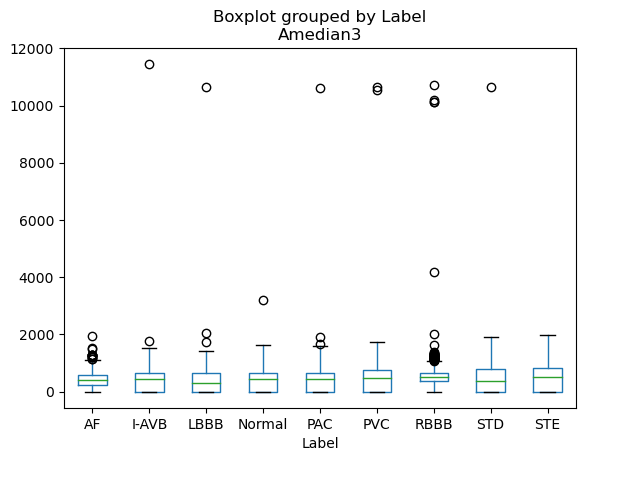 Boxplot grouped by Label
Amedian3
12000
10000
8000
6000
4000
2000
0
AF I-AVB LBBB Normal PAC PVC RBBB STD STE
Label